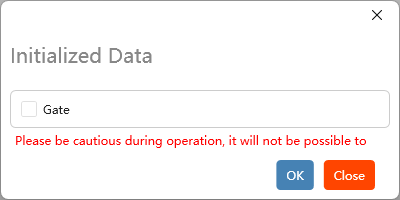 Initialized Data
Gate
Please be cautious during operation, it will not be possible to
OK
Close